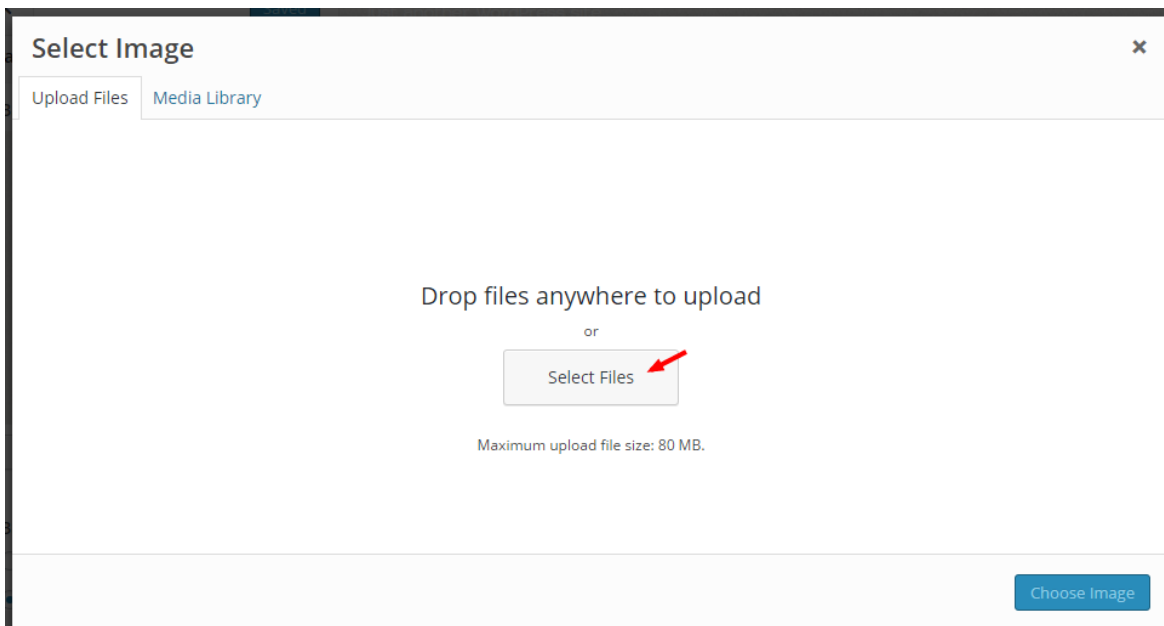 Saved
Select Image
Upload Files Media Library
Drop files anywhere to upload
or
Select Files
Maximum upload file size: 80 MB.
Choose Image